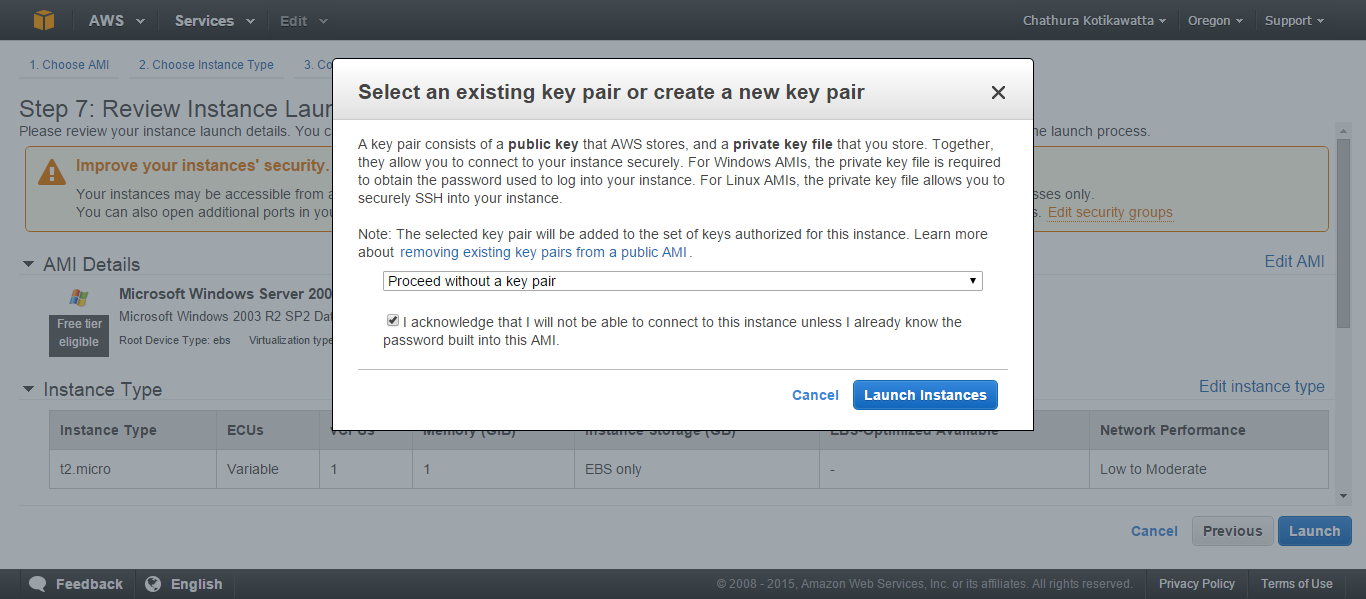 AWS Services Edit Chathura Kotikawatta Oregon Support
1. Choose AMI 2. Choose Instance Type 3. Co
Step 7: Review Instance Laun
Please review your instance launch details. You c he launch process.
Improve your instances' security.
Your instances may be accessible from a sses only.
You can also open additional ports in you s. Edit security groups
AMI Details Edit AMI
Microsoft Windows Server 200
Free tier
eligible
Microsoft Windows 2003 R2 SP2 Dat
Root Device Type: ebs Virtualization type
Instance Type Edit instance type
Select an existing key pair or create a new key pair
A key pair consists of a public key that AWS stores, and a private key file that you store. Together,
they allow you to connect to your instance securely. For Windows AMIs, the private key file is required
to obtain the password used to log into your instance. For Linux AMIs, the private key file allows you to
securely SSH into your instance.
Note: The selected key pair will be added to the set of keys authorized for this instance. Learn more
about removing existing key pairs from a public AMI .
Proceed without a key pair
I acknowledge that I will not be able to connect to this instance unless I already know the
password built into this AMI.
Cancel Launch Instances
Instance Type ECUs vCPUs Memory (GiB) Instance Storage (GB) EBS-Optimized Available Network Performance
t2.micro Variable 1 1 EBS only - Low to Moderate
Cancel Previous Launch
Feedback English © 2008 - 2015, Amazon Web Services, Inc. or its affiliates. All rights reserved. Privacy Policy Terms of Use